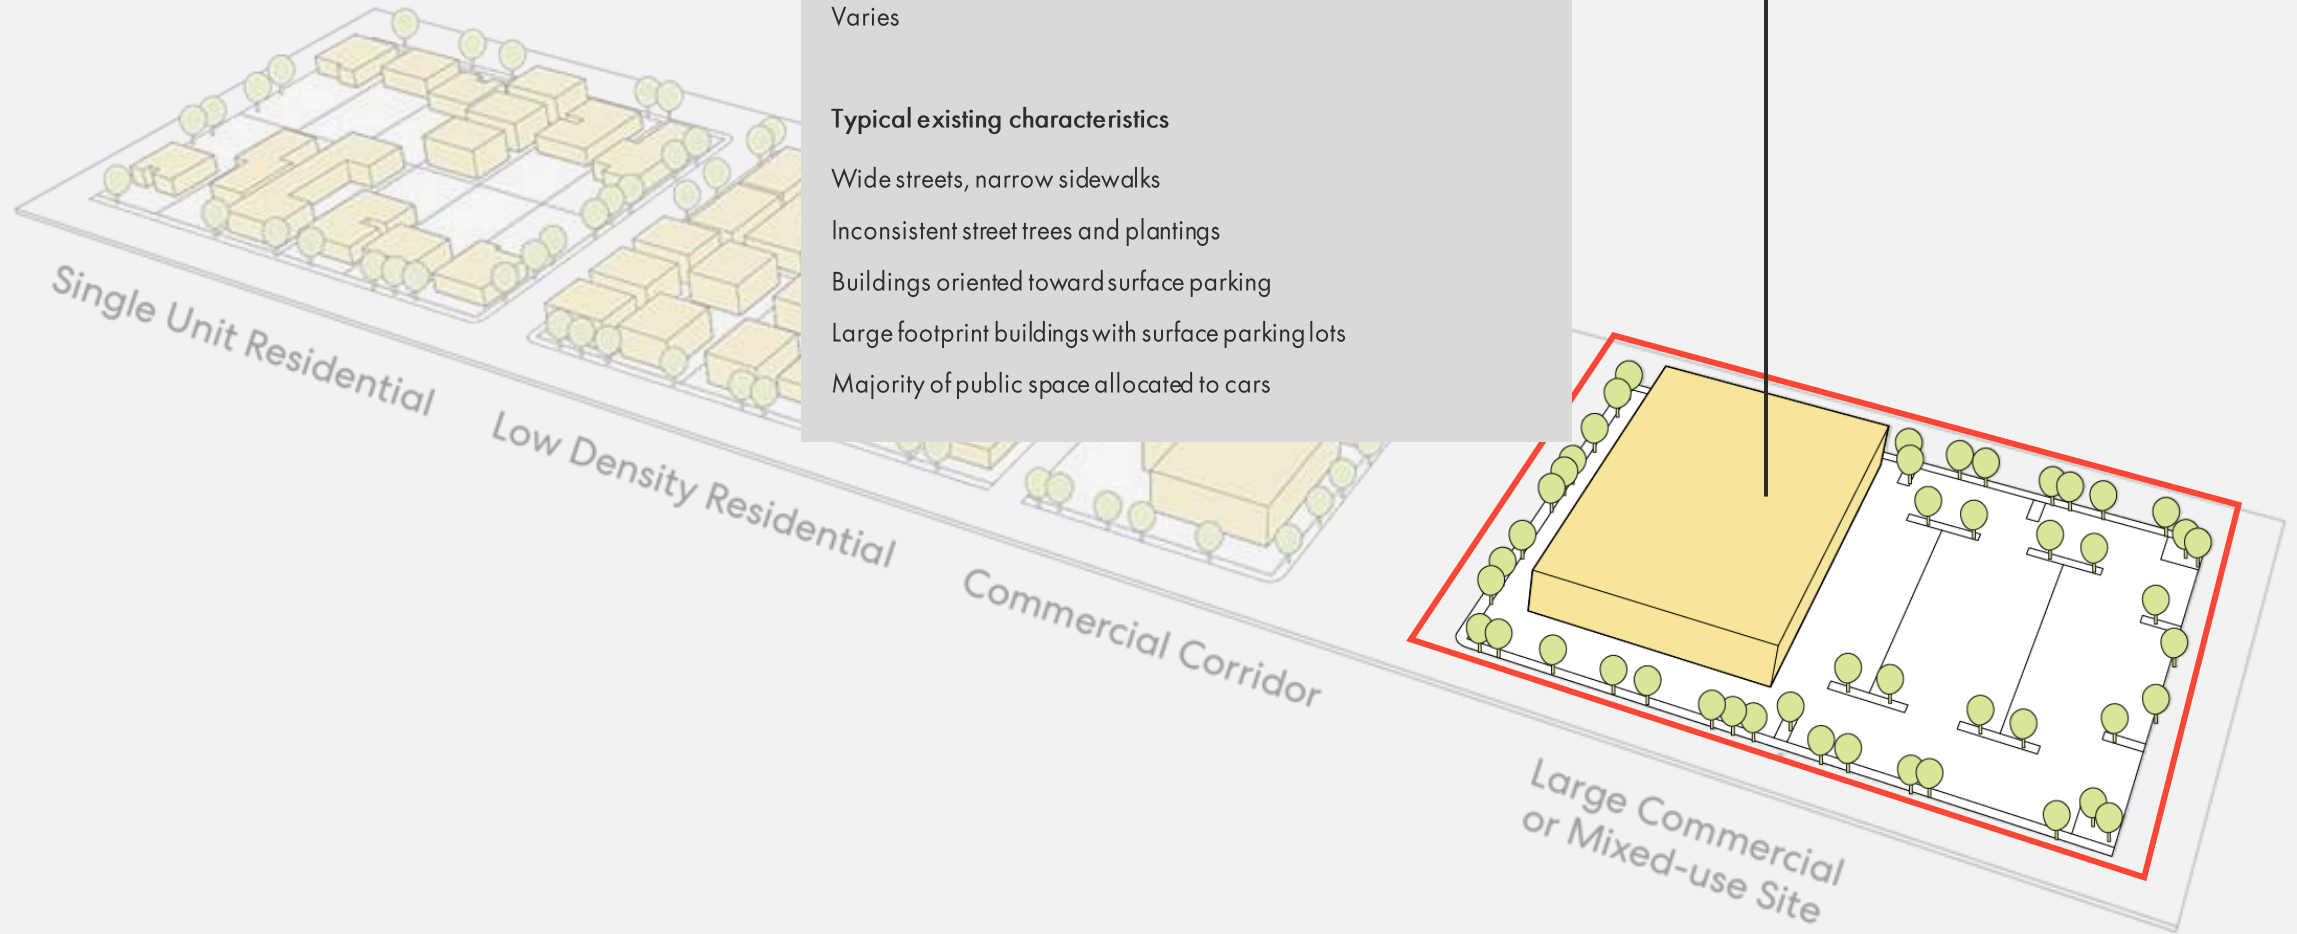 Varies
Typical existing characteristics
Wide streets, narrow sidewalks
Inconsistent street trees and plantings
Buildings oriented toward surface parking
Large footprint buildings with surface parking lots
Majority of public space allocated to cars
Single Unit Residential
Low Density Residential
Commercial Corridor
Large Commercial
or Mixed-use Site